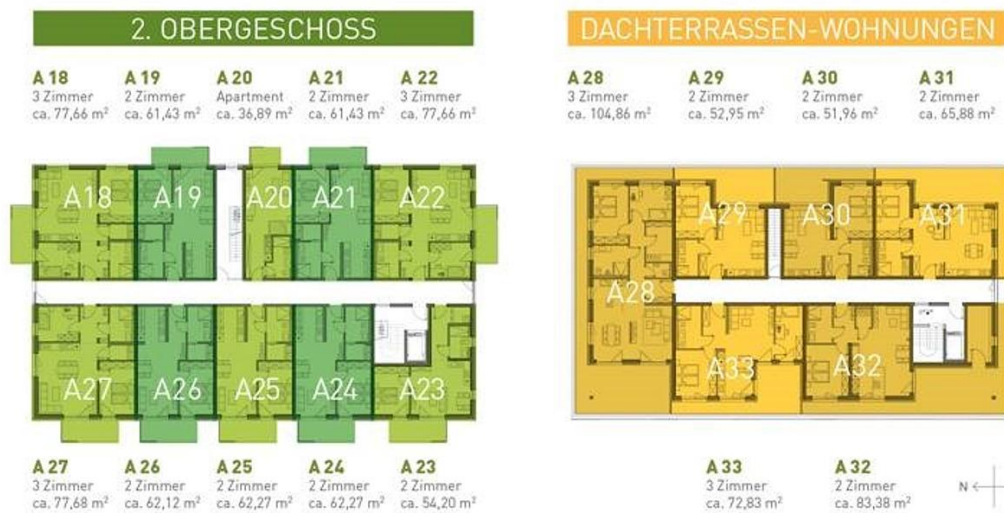 2. OBERGESCHOSS
A 18
3 Zimmer
ca. 77,66 m²
A 19
2 Zimmer
ca. 61,43 m²
A 20
Apartment
ca. 36,89 m²
A 21
2 Zimmer
ca. 61,43 m²
A 22
3 Zimmer
ca. 77,66 m²
A18
A19
A20
A21
A22
A27
A26
A25
A24
A23
A 27
3 Zimmer
ca. 77,68 m²
A 26
2 Zimmer
ca. 62,12 m²
A 25
2 Zimmer
ca. 62,27 m²
A 24
2 Zimmer
ca. 62,27 m²
A 23
2 Zimmer
ca. 54,20 m²
DACHTERRASSEN-WOHNUNGEN
A 28
3 Zimmer
ca. 104,86 m²
A 29
2 Zimmer
ca. 52,95 m²
A 30
2 Zimmer
ca. 51,96 m²
A 31
2 Zimmer
ca. 65,88 m²
A29
A30
A31
A28
A33
A32
A 33
3 Zimmer
ca. 72,83 m²
A 32
2 Zimmer
ca. 83,38 m²
N